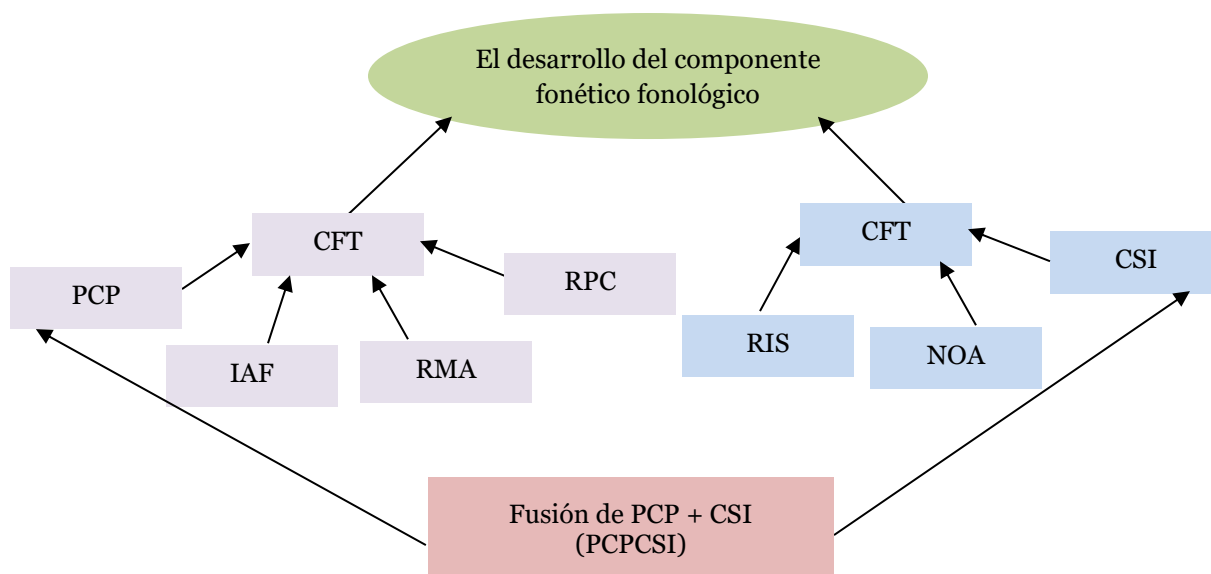 El desarrollo del componente
fonético fonológico
CFT
CFT
PCP
RPC
CSI
IAF
RMA
RIS
NOA
Fusión de PCP + CSI
(PCPCSI)